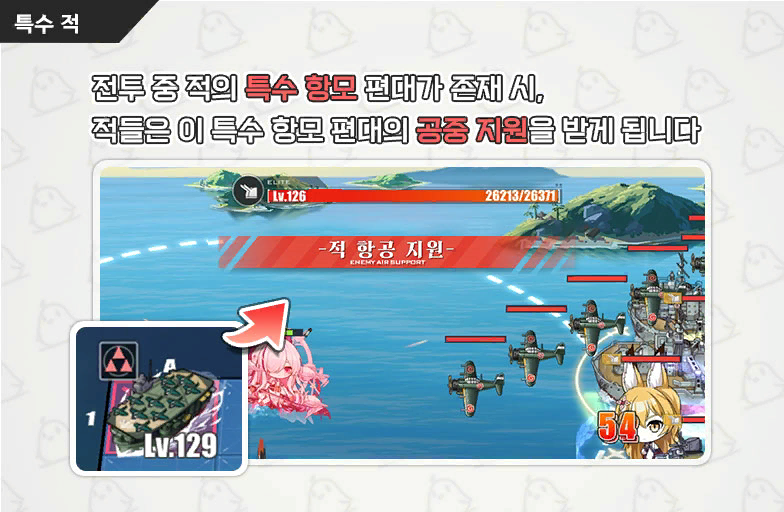 특수 적
전투 중 적의 특수 항모 편대가 존재 시,
적들은 이 특수 항모 편대의 공중 지원을 받게 됩니다
ELITE
Lv.126 26213/26371
-적 항공 지원-
ENEMY AIR SUPPORT
A
1
Lv.129
54